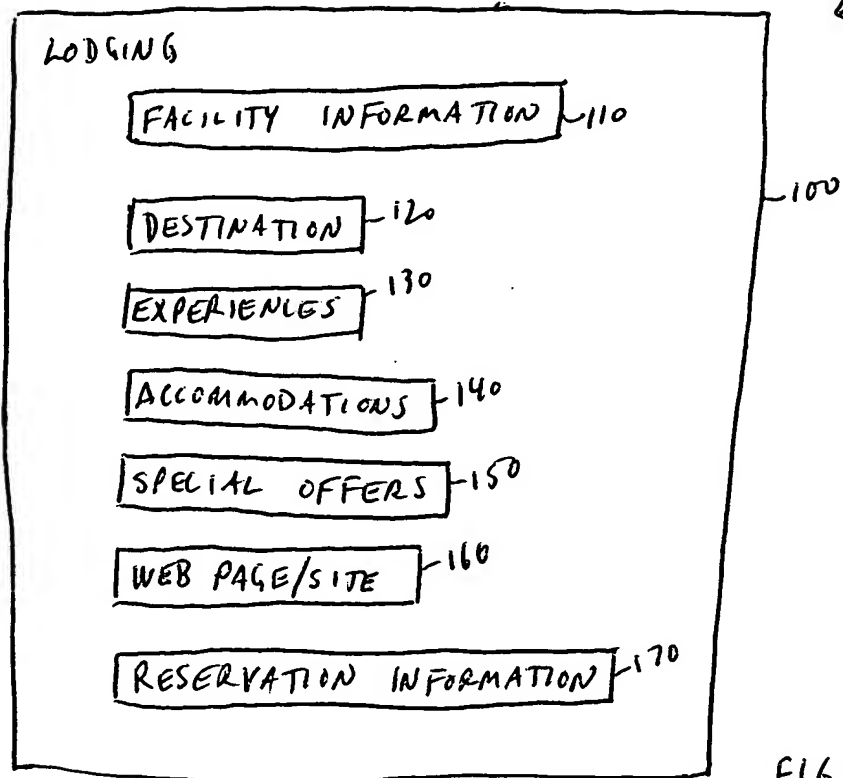 LODGING
FACILITY INFORMATION 110
100
DESTINATION 120
EXPERIENCES 130
ACCOMMODATIONS 140
SPECIAL OFFERS 150
WEB PAGE/SITE 160
RESERVATION INFORMATION 170
FIG